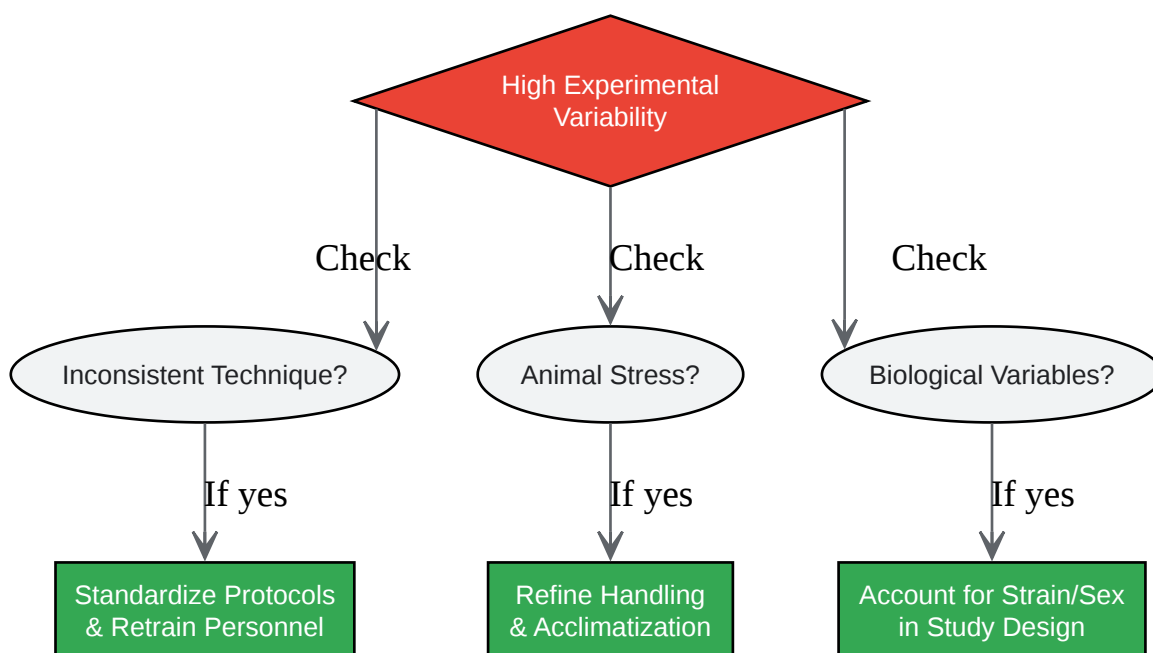 High Experimental
Variability
Check
Check
Check
Inconsistent Technique?
Animal Stress?
Biological Variables?
If yes
If yes
If yes
Standardize Protocols
& Retrain Personnel
Refine Handling
& Acclimatization
Account for Strain/Sex
in Study Design